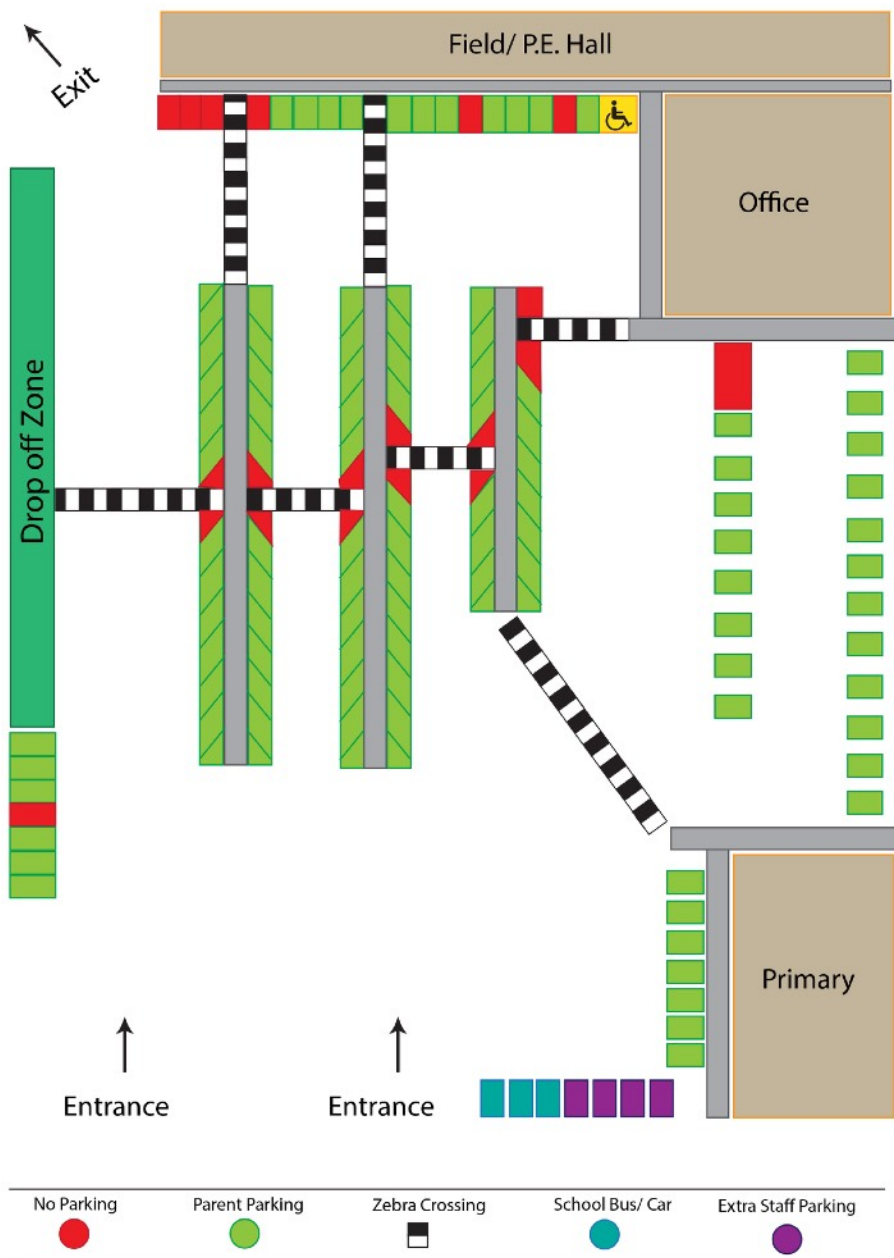 Exit
Field/ P.E. Hall
Office
Drop off Zone
Primary
Entrance
Entrance
No Parking
Parent Parking
Zebra Crossing
School Bus/ Car
Extra Staff Parking